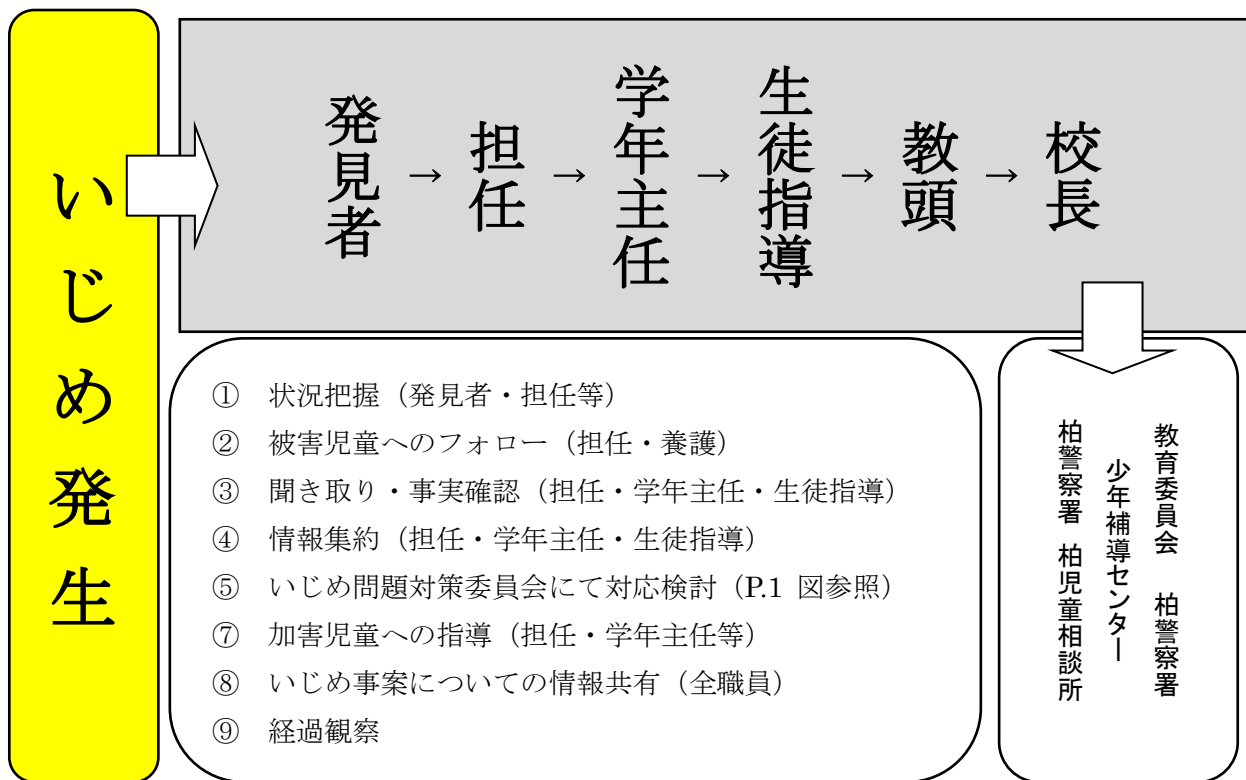 いじめ発生
発見者 → 担任 → 学年主任 → 生徒指導 → 教頭 → 校長
① 状況把握（発見者・担任等）
② 被害児童へのフォロー（担任・養護）
③ 聞き取り・事実確認（担任・学年主任・生徒指導）
④ 情報集約（担任・学年主任・生徒指導）
⑤ いじめ問題対策委員会にて対応検討（P.1 図参照）
⑦ 加害児童への指導（担任・学年主任等）
⑧ いじめ事案についての情報共有（全職員）
⑨ 経過観察
教育委員会 柏警察署
少年補導センター
柏警察署 柏児童相談所